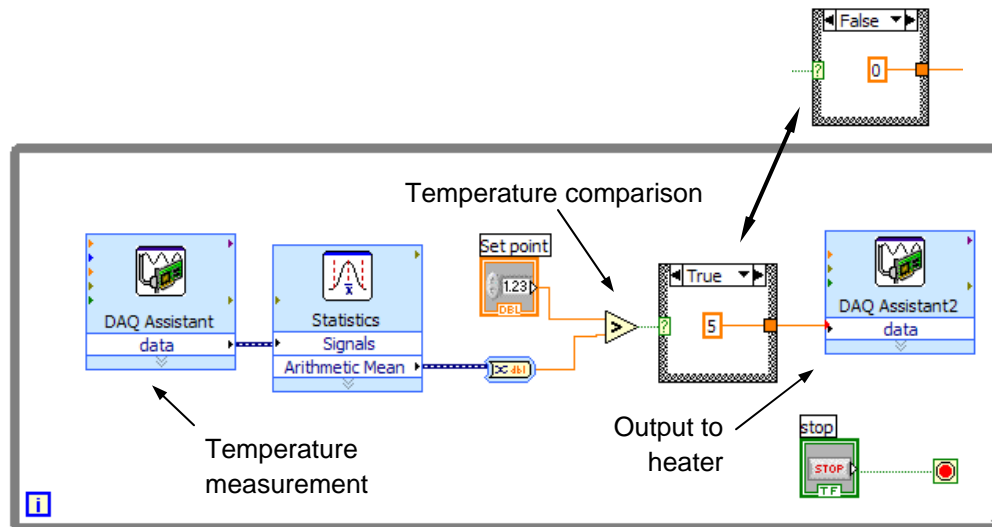 False
0
Temperature comparison
Set point
1.23
DBL
True
5
>
?
?
DAQ Assistant
data
Statistics
Signals
Arithmetic Mean
dbl
DAQ Assistant2
data
Temperature
measurement
Output to
heater
stop
STOP
TF
i